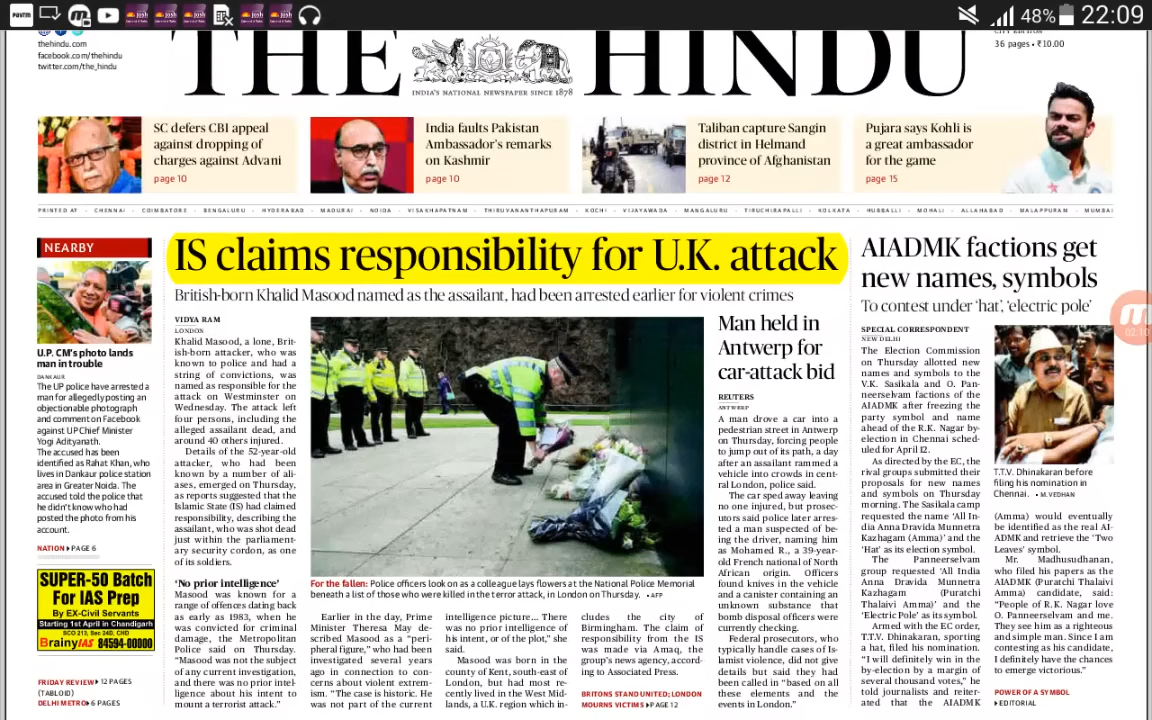 Paytm
48%
22:09
thehindu.com
facebook.com/thehindu
twitter.com/the_hindu
THE HINDU
INDIA'S NATIONAL NEWSPAPER SINCE 1878
CITY EDITION
36 pages • ₹10.00
SC defers CBI appeal
against dropping of
charges against Advani
page 10
India faults Pakistan
Ambassador's remarks
on Kashmir
page 10
Taliban capture Sangin
district in Helmand
province of Afghanistan
page 12
Pujara says Kohli is
a great ambassador
for the game
page 15
PRINTED AT · CHENNAI · COIMBATORE · BENGALURU · HYDERABAD · MADURAI · NOIDA · VISAKHAPATNAM · THIRUVANANTHAPURAM · KOCHI · VIJAYAWADA · MANGALURU · TIRUCHIRAPALLI · KOLKATA · HUBBALLI · MOHALI · ALLAHABAD · MALAPPURAM · MUMBAI
NEARBY
U.P. CM's photo lands
man in trouble
DANKAUR
The UP police have arrested a
man for allegedly posting an
objectionable photograph
and comment on Facebook
against UP Chief Minister
Yogi Adityanath.
The accused has been
identified as Rahat Khan, who
lives in Dankaur police station
area in Greater Noida. The
accused told the police that
he didn't know who had
posted the photo from his
account.
NATION ▶ PAGE 6
SUPER-50 Batch
For IAS Prep
By EX-Civil Servants
Starting 1st April in Chandigarh
SCO 213, Sec 24D, CHD
BrainyIAS 84594-00000
FRIDAY REVIEW ▶ 12 PAGES
(TABLOID)
DELHI METRO ▶ 6 PAGES
IS claims responsibility for U.K. attack
British-born Khalid Masood named as the assailant, had been arrested earlier for violent crimes
VIDYA RAM
LONDON
Khalid Masood, a lone, Brit-
ish-born attacker, who was
known to police and had a
string of convictions, was
named as responsible for the
attack on Westminster on
Wednesday. The attack left
four persons, including the
alleged assailant dead, and
around 40 others injured.
Details of the 52-year-old
attacker, who had been
known by a number of ali-
ases, emerged on Thursday,
as reports suggested that the
Islamic State (IS) had claimed
responsibility, describing the
assailant, who was shot dead
just within the parliament-
ary security cordon, as one
of its soldiers.
'No prior intelligence'
Masood was known for a
range of offences dating back
as early as 1983, when he
was convicted for criminal
damage, the Metropolitan
Police said on Thursday.
"Masood was not the subject
of any current investigation,
and there was no prior intel-
ligence about his intent to
mount a terrorist attack."
For the fallen: Police officers look on as a colleague lays flowers at the National Police Memorial
beneath a list of those who were killed in the terror attack, in London on Thursday. • AFP
Earlier in the day, Prime
Minister Theresa May de-
scribed Masood as a "peri-
pheral figure," who had been
investigated several years
ago in connection to con-
cerns about violent extrem-
ism. "The case is historic. He
was not part of the current
intelligence picture... There
was no prior intelligence of
his intent, or of the plot," she
said.
Masood was born in the
county of Kent, south-east of
London, but had most re-
cently lived in the West Mid-
lands, a U.K. region which in-
cludes the city of
Birmingham. The claim of
responsibility from the IS
was made via Amaq, the
group's news agency, accord-
ing to Associated Press.
BRITONS STAND UNITED; LONDON
MOURNS VICTIMS ▶ PAGE 12
Man held in
Antwerp for
car-attack bid
REUTERS
ANTWERP
A man drove a car into a
pedestrian street in Antwerp
on Thursday, forcing people
to jump out of its path, a day
after an assailant rammed a
vehicle into crowds in cent-
ral London, police said.
The car sped away leaving
no one injured, but prosec-
utors said police later arres-
ted a man suspected of be-
ing the driver, naming him
as Mohamed R., a 39-year-
old French national of North
African origin. Officers
found knives in the vehicle
and a canister containing an
unknown substance that
bomb disposal officers were
currently checking.
Federal prosecutors, who
typically handle cases of Is-
lamist violence, did not give
details but said they had
been called in "based on all
these elements and the
events in London."
AIADMK factions get
new names, symbols
To contest under 'hat', 'electric pole'
SPECIAL CORRESPONDENT
NEW DELHI
The Election Commission
on Thursday allotted new
names and symbols to the
V.K. Sasikala and O. Pan-
neerselvam factions of the
AIADMK after freezing the
party symbol and name
ahead of the R.K. Nagar by-
election in Chennai sched-
uled for April 12.
As directed by the EC, the
rival groups submitted their
proposals for new names
and symbols on Thursday
morning. The Sasikala camp
requested the name 'All In-
dia Anna Dravida Munnetra
Kazhagam (Amma)' and the
'Hat' as its election symbol.
The Panneerselvam
group requested 'All India
Anna Dravida Munnetra
Kazhagam (Puratchi
Thalaivi Amma)' and the
'Electric Pole' as its symbol.
Armed with the EC order,
T.T.V. Dhinakaran, sporting
a hat, filed his nomination.
"I will definitely win in the
by-election by a margin of
several thousand votes," he
told journalists and reiter-
ated that the AIADMK
T.T.V. Dhinakaran before
filing his nomination in
Chennai. • M. VEDHAN
(Amma) would eventually
be identified as the real AI-
ADMK and retrieve the 'Two
Leaves' symbol.
Mr. Madhusudhanan,
who filed his papers as the
AIADMK (Puratchi Thalaivi
Amma) candidate, said:
"People of R.K. Nagar love
O. Panneerselvam and me.
They see him as a righteous
and simple man. Since I am
contesting as his candidate,
I definitely have the chances
to emerge victorious."
POWER OF A SYMBOL
▶ EDITORIAL
02:10